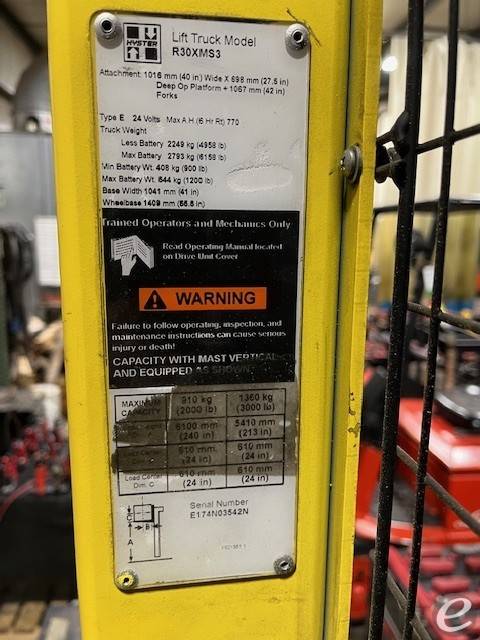 HYSTER
Lift Truck Model
R30XMS3
Attachment: 1016 mm (40 in) Wide X 698 mm (27.5 in)
Deep Op Platform + 1067 mm (42 in)
Forks
Type E 24 Volts Max A.H (6 Hr Rt) 770
Truck Weight
Less Battery 2249 kg (4958 lb)
Max Battery 2793 kg (6158 lb)
Min Battery Wt. 408 kg (900 lb)
Max Battery Wt. 544 kg (1200 lb)
Base Width 1041 mm (41 in)
Wheelbase 1409 mm (55.5 in)
Trained Operators and Mechanics Only
Read Operating Manual located
on Drive Unit Cover
WARNING
Failure to follow operating, inspection, and
maintenance instructions can cause serious
injury or death!
CAPACITY WITH MAST VERTICAL
AND EQUIPPED AS SHOWN
MAXIMUM CAPACITY 910 kg (2000 lb) 1360 kg (3000 lb)
6100 mm (240 in) 5410 mm (213 in)
Load Center 610 mm (24 in) 610 mm (24 in)
Load Center Dim. C 610 mm (24 in) 610 mm (24 in)
C
B
A
Serial Number
E174N03542N
e